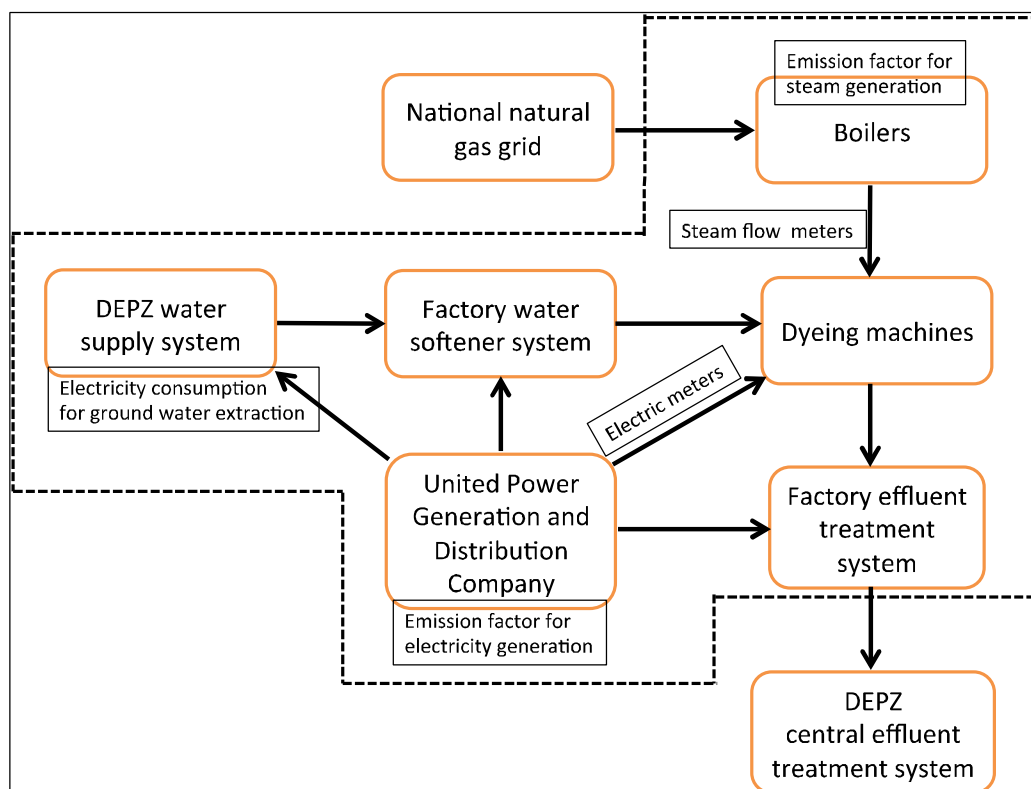 Emission factor for
steam generation
National natural
gas grid
Boilers
Steam flow meters
DEPZ water
supply system
Factory water
softener system
Dyeing machines
Electricity consumption
for ground water extraction
Electric meters
United Power
Generation and
Distribution
Company
Factory effluent
treatment
system
Emission factor for
electricity generation
DEPZ
central effluent
treatment system